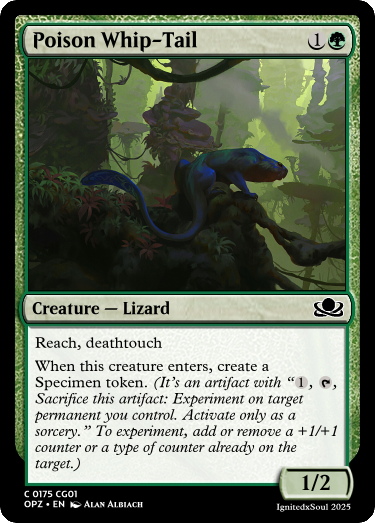 Poison Whip-Tail 1
Creature — Lizard
Reach, deathtouch
When this creature enters, create a
Specimen token. (It's an artifact with “1, T,
Sacrifice this artifact: Experiment on target
permanent you control. Activate only as a
sorcery.” To experiment, add or remove a +1/+1
counter or a type of counter already on the
target.)
1/2
C 0175 CG01
OPZ • EN Alan Albiach
IgnitedxSoul 2025